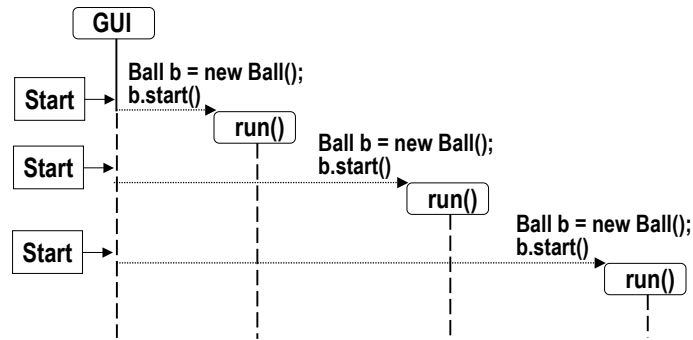 GUI
Ball b = new Ball();
Start
b.start()
run()
Ball b = new Ball();
Start
b.start()
run()
Ball b = new Ball();
Start
b.start()
run()